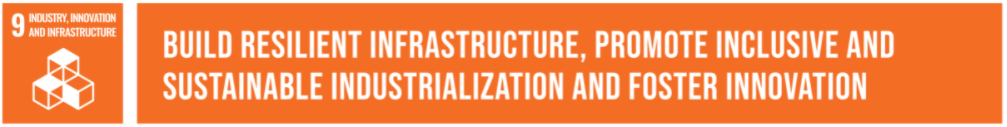 9 INDUSTRY, INNOVATION
AND INFRASTRUCTURE
BUILD RESILIENT INFRASTRUCTURE, PROMOTE INCLUSIVE AND
SUSTAINABLE INDUSTRIALIZATION AND FOSTER INNOVATION